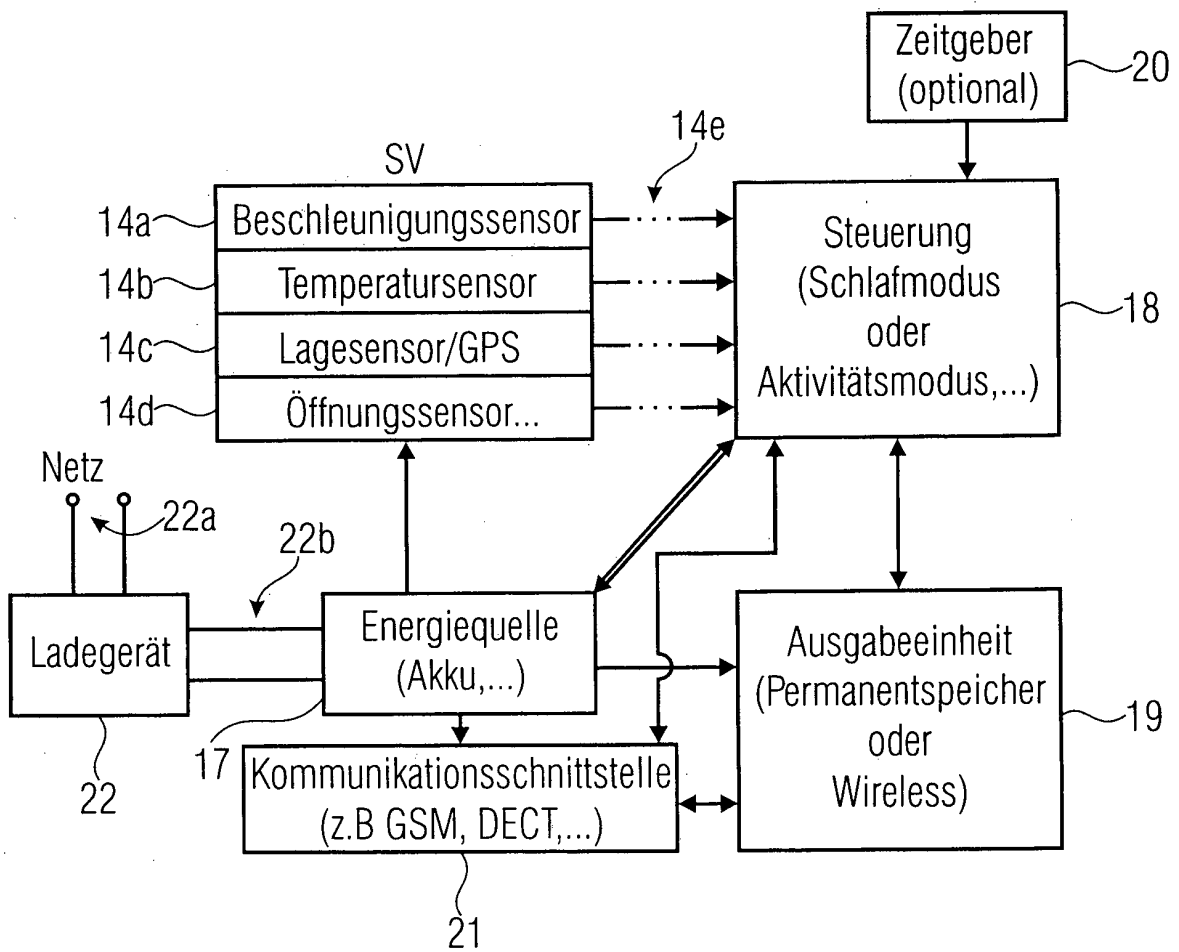 Zeitgeber
(optional)
20
14e
SV
14a
Beschleunigungssensor
14b
Temperatursensor
14c
Lagesensor/GPS
14d
Öffnungssensor...
Steuerung
(Schlafmodus
oder
Aktivitätsmodus,...)
18
Netz
22a
22b
Ladegerät
22
Energiequelle
(Akku,...)
17
Ausgabeeinheit
(Permanentspeicher
oder
Wireless)
19
Kommunikationsschnittstelle
(z.B GSM, DECT,...)
21